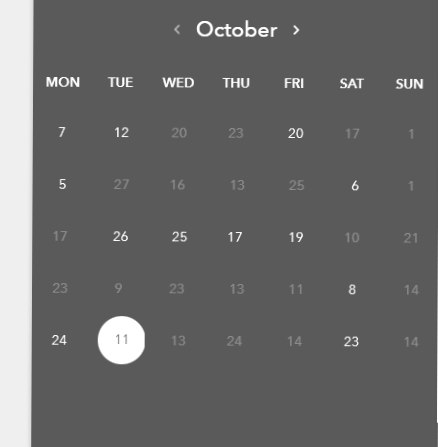 ‹ October ›
MON TUE WED THU FRI SAT SUN
7 12 20 23 20 17 1
5 27 16 13 25 6 1
17 26 25 17 19 10 21
23 9 23 13 11 8 14
24 11 13 24 14 23 14